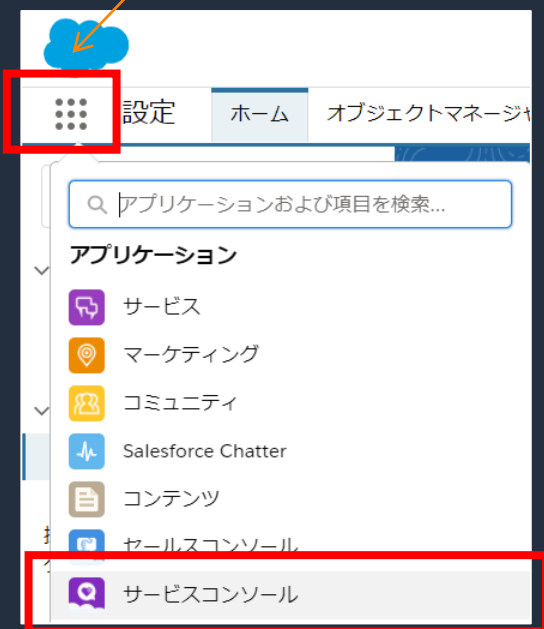 設定
ホーム
オブジェクトマネージャ
アプリケーションおよび項目を検索...
アプリケーション
サービス
マーケティング
コミュニティ
Salesforce Chatter
コンテンツ
セールスコンソール
サービスコンソール